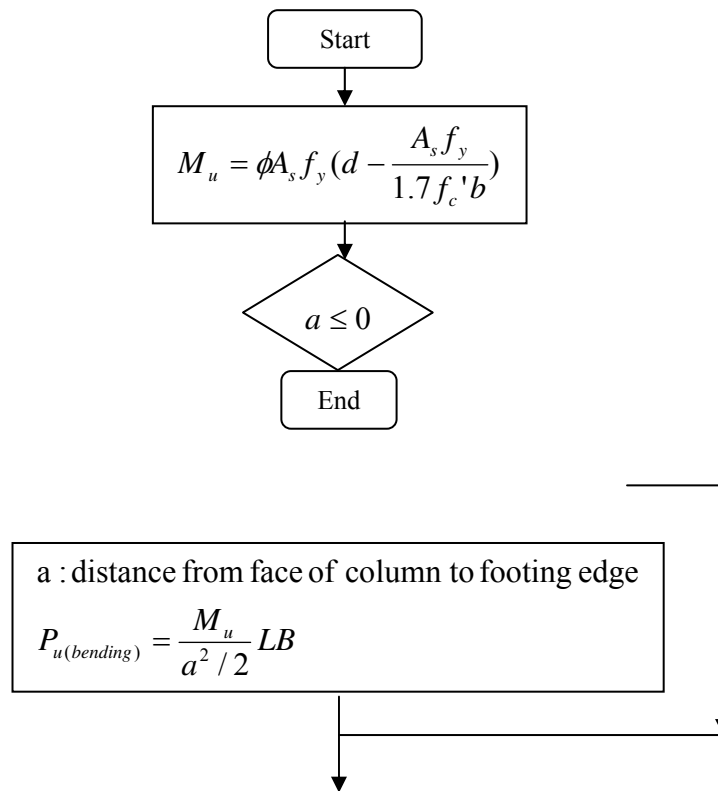 Start
M_u = ϕA_s f_y (d − A_s f_y / 1.7 f_c' b)
a ≤ 0
End
a : distance from face of column to footing edge
P_u(bending) = M_u / a² / 2 LB